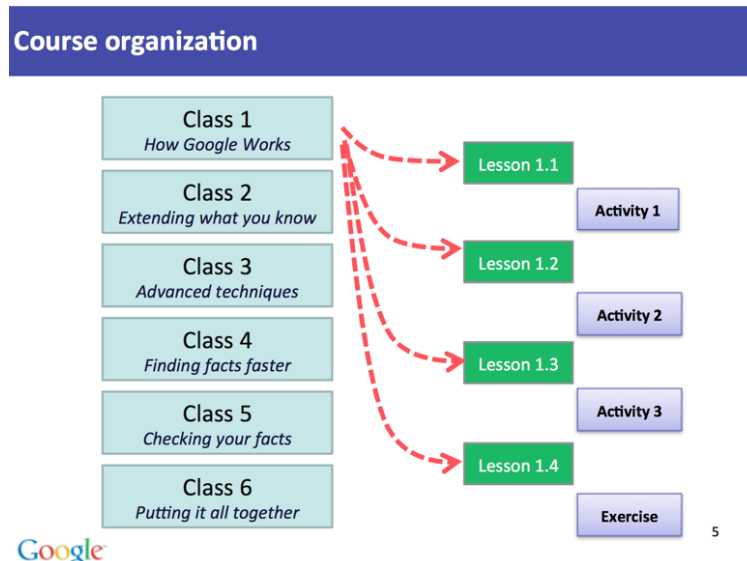 Course organization
Class 1
How Google Works
Class 2
Extending what you know
Class 3
Advanced techniques
Class 4
Finding facts faster
Class 5
Checking your facts
Class 6
Putting it all together
Lesson 1.1
Activity 1
Lesson 1.2
Activity 2
Lesson 1.3
Activity 3
Lesson 1.4
Exercise
5
Google